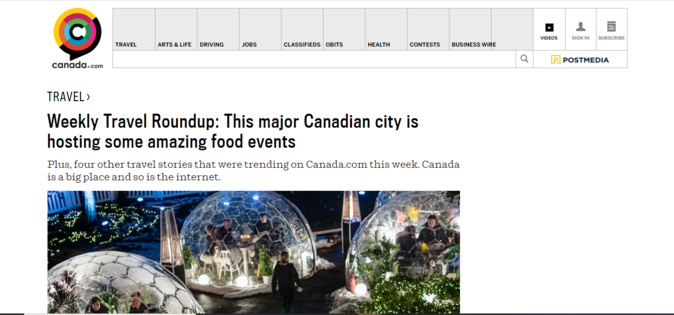 C
canada.com
TRAVEL
ARTS & LIFE
DRIVING
JOBS
CLASSIFIEDS
OBITS
HEALTH
CONTESTS
BUSINESS WIRE
VIDEOS
SIGN IN
SUBSCRIBE
P POSTMEDIA
TRAVEL ›
Weekly Travel Roundup: This major Canadian city is
hosting some amazing food events
Plus, four other travel stories that were trending on Canada.com this week. Canada
is a big place and so is the internet.